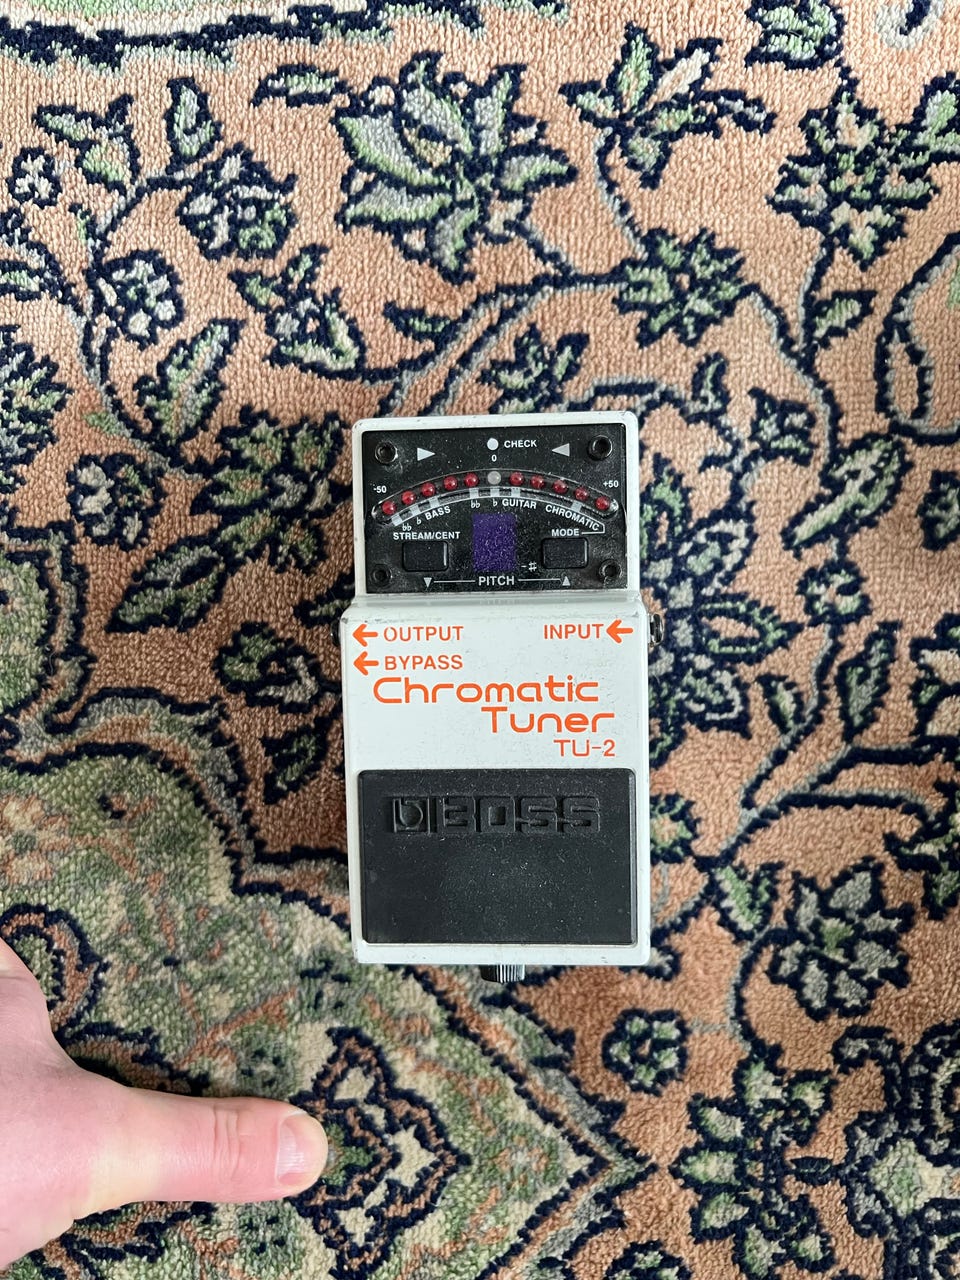 CHECK
0
-50
+50
♭♭ ♭ BASS
♭♭ ♭ GUITAR
CHROMATIC
STREAM/CENT
MODE
-♯
▼ PITCH ▲
← OUTPUT
INPUT ←
← BYPASS
Chromatic
Tuner
TU-2
BOSS